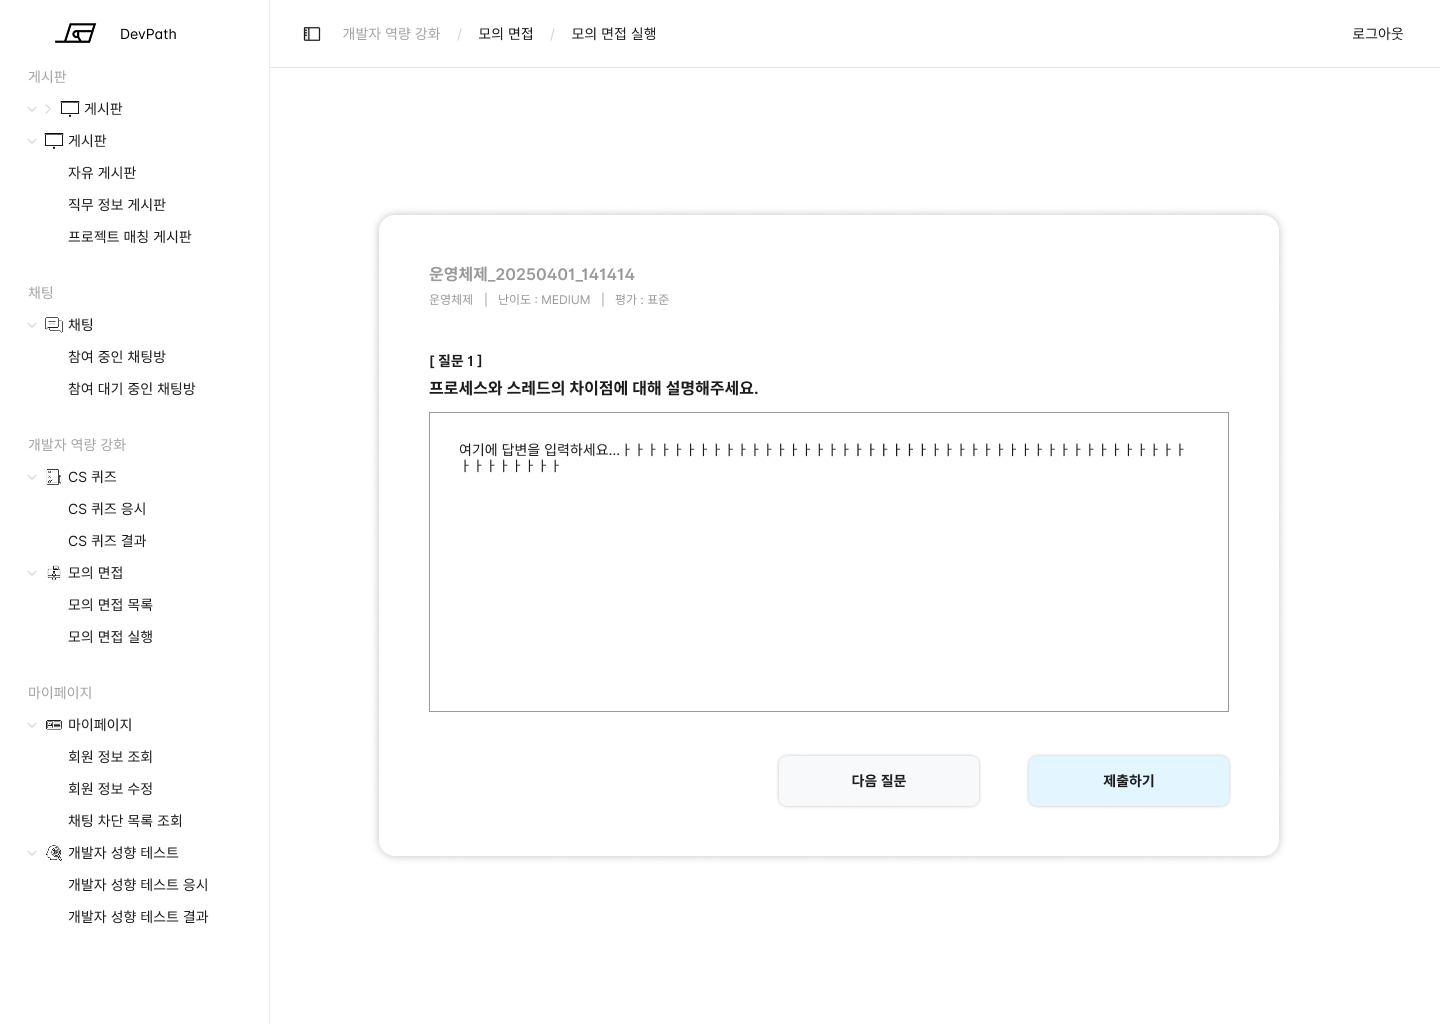 DevPath
게시판
게시판
게시판
자유 게시판
직무 정보 게시판
프로젝트 매칭 게시판
채팅
채팅
참여 중인 채팅방
참여 대기 중인 채팅방
개발자 역량 강화
CS 퀴즈
CS 퀴즈 응시
CS 퀴즈 결과
모의 면접
모의 면접 목록
모의 면접 실행
마이페이지
마이페이지
회원 정보 조회
회원 정보 수정
채팅 차단 목록 조회
개발자 성향 테스트
개발자 성향 테스트 응시
개발자 성향 테스트 결과
개발자 역량 강화 / 모의 면접 / 모의 면접 실행
로그아웃
운영체제_20250401_141414
운영체제 | 난이도 : MEDIUM | 평가 : 표준
[ 질문 1 ]
프로세스와 스레드의 차이점에 대해 설명해주세요.
여기에 답변을 입력하세요...ㅏㅏㅏㅏㅏㅏㅏㅏㅏㅏㅏㅏㅏㅏㅏㅏㅏㅏㅏㅏㅏㅏㅏㅏㅏㅏㅏㅏㅏㅏㅏㅏㅏㅏㅏㅏㅏㅏㅏㅏㅏㅏㅏㅏ
ㅏㅏㅏㅏㅏㅏㅏㅏ
다음 질문
제출하기